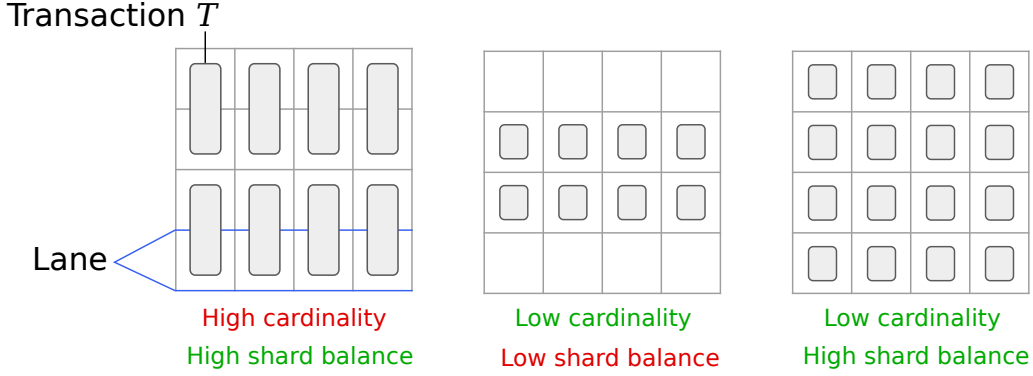 Transaction T
Lane
High cardinality
High shard balance
Low cardinality
Low shard balance
Low cardinality
High shard balance